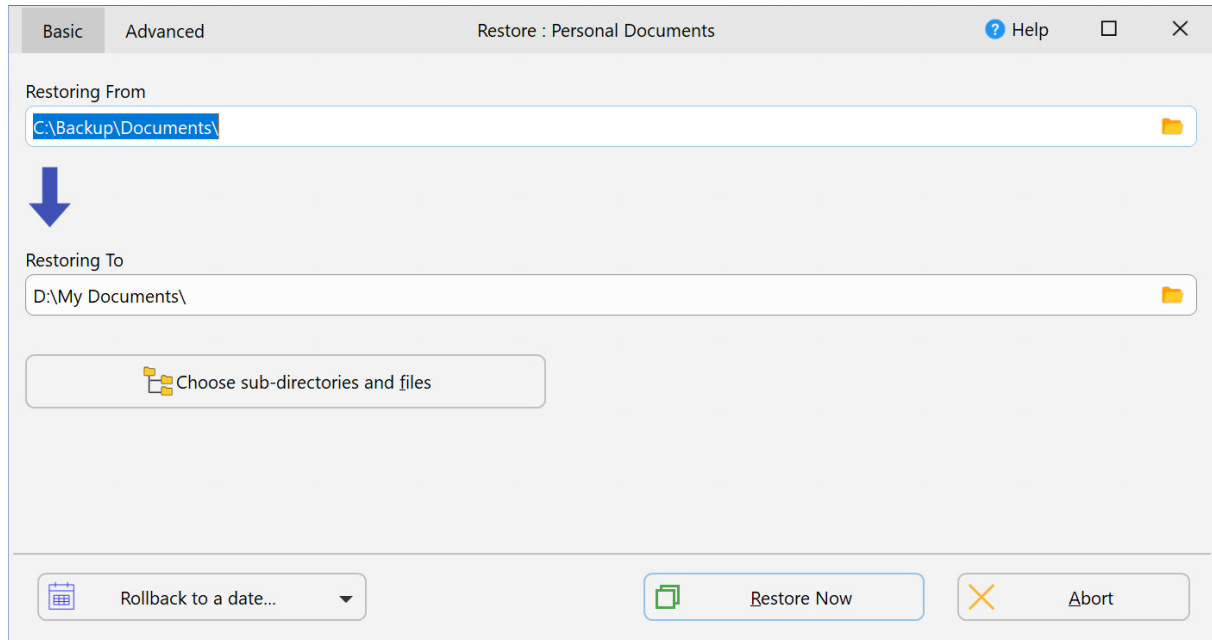 Basic Advanced Restore : Personal Documents ? Help
Restoring From
C:\Backup\Documents\
Restoring To
D:\My Documents\
Choose sub-directories and files
Rollback to a date... Restore Now Abort